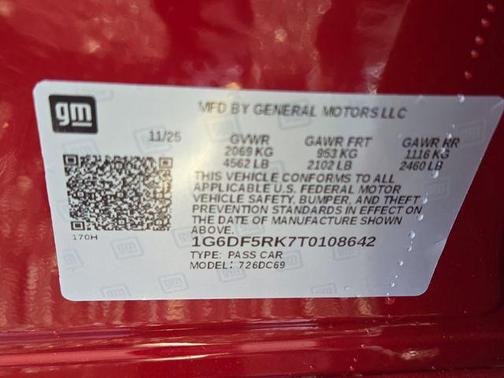 gm
MFD BY GENERAL MOTORS LLC
11/25 GVWR GAWR FRT GAWR RR
2069 KG 953 KG 1116 KG
4562 LB 2102 LB 2460 LB
THIS VEHICLE CONFORMS TO ALL
APPLICABLE U.S. FEDERAL MOTOR
VEHICLE SAFETY, BUMPER, AND THEFT
PREVENTION STANDARDS IN EFFECT ON
THE DATE OF MANUFACTURE SHOWN
ABOVE.
170H
1G6DF5RK7T0108642
TYPE: PASS CAR
MODEL: 726DC69